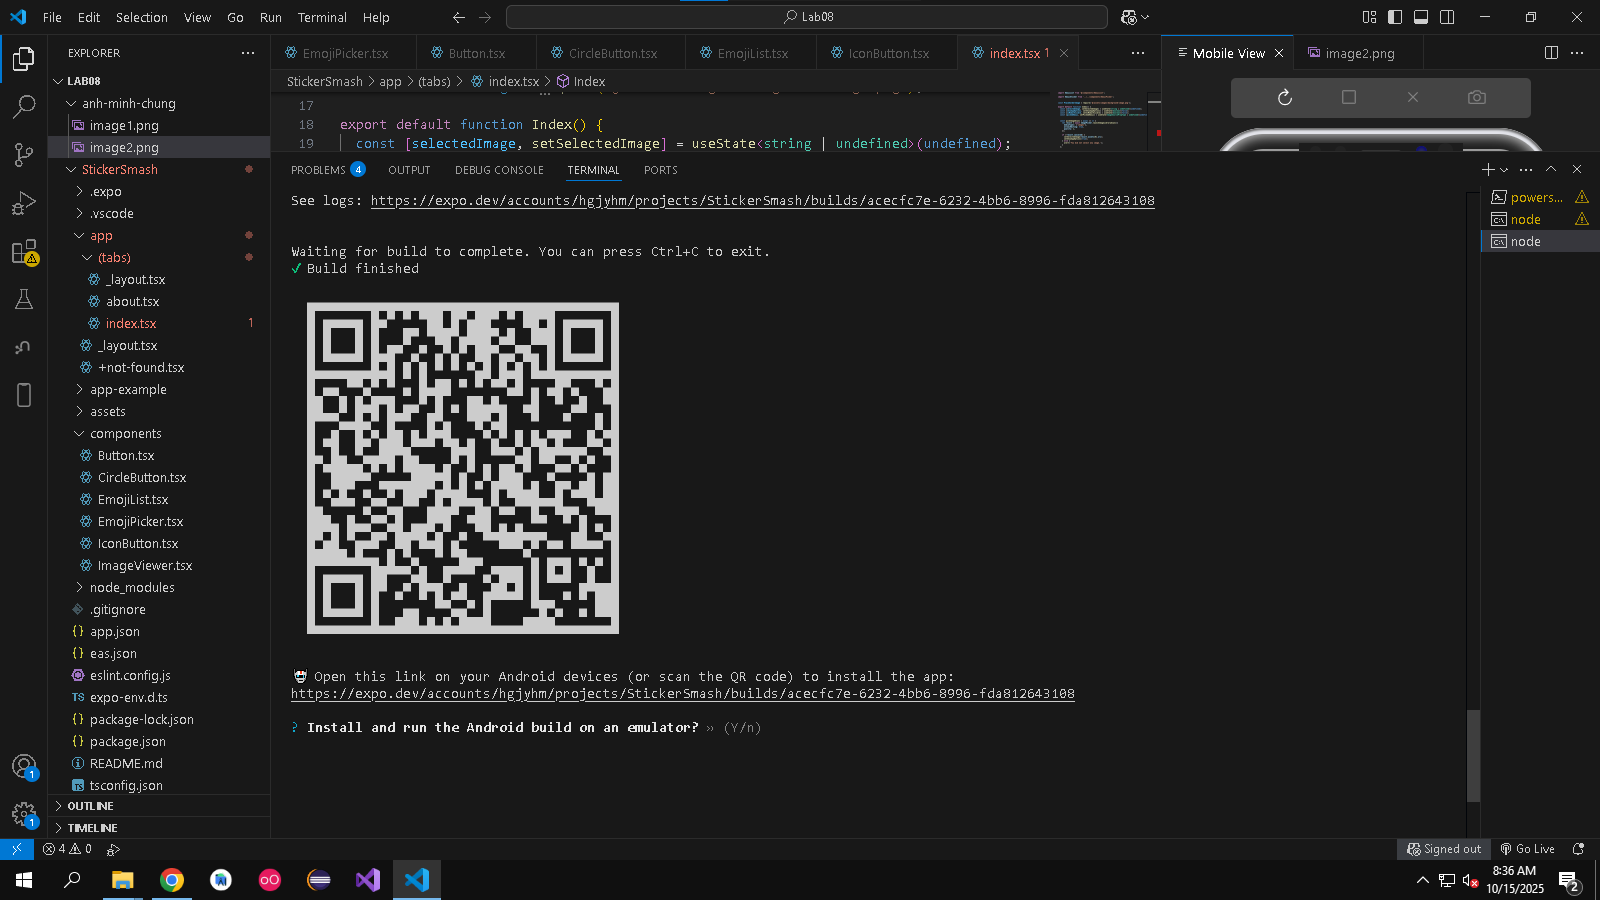 File Edit Selection View Go Run Terminal Help
Lab08
EXPLORER
LAB08
anh-minh-chung
image1.png
image2.png
StickerSmash
.expo
.vscode
app
(tabs)
_layout.tsx
about.tsx
index.tsx 1
_layout.tsx
+not-found.tsx
app-example
assets
components
Button.tsx
CircleButton.tsx
EmojiList.tsx
EmojiPicker.tsx
IconButton.tsx
ImageViewer.tsx
node_modules
.gitignore
app.json
eas.json
eslint.config.js
expo-env.d.ts
package-lock.json
package.json
README.md
tsconfig.json
OUTLINE
TIMELINE
EmojiPicker.tsx Button.tsx CircleButton.tsx EmojiList.tsx IconButton.tsx index.tsx 1
StickerSmash > app > (tabs) > index.tsx > Index
17
18 export default function Index() {
19 const [selectedImage, setSelectedImage] = useState<string | undefined>(undefined);
Mobile View image2.png
PROBLEMS 4 OUTPUT DEBUG CONSOLE TERMINAL PORTS
See logs: https://expo.dev/accounts/hgjyhm/projects/StickerSmash/builds/acecfc7e-6232-4bb6-8996-fda812643108
Waiting for build to complete. You can press Ctrl+C to exit.
✓ Build finished
Open this link on your Android devices (or scan the QR code) to install the app:
https://expo.dev/accounts/hgjyhm/projects/StickerSmash/builds/acecfc7e-6232-4bb6-8996-fda812643108
? Install and run the Android build on an emulator? » (Y/n)
powers...
node
node
1
1
4 0
Signed out Go Live
8:36 AM
10/15/2025
2